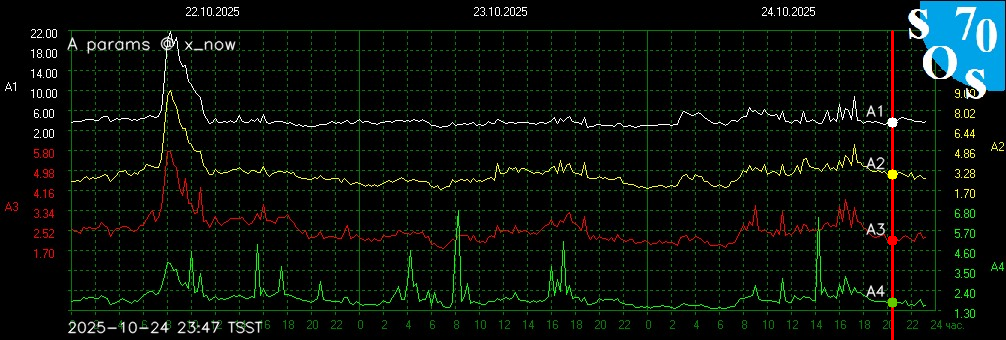 22.10.2025 23.10.2025 24.10.2025
A params @ x_now
A1
22.00
18.00
14.00
10.00
6.00
2.00
A3
5.80
4.98
4.16
3.34
2.52
1.70
A2
9.00
8.02
6.44
4.86
3.28
1.70
A4
6.80
5.70
4.60
3.50
2.40
1.30
A1
A2
A3
A4
S 7 0
O S
2025-10-24 23:47 TSST
16 18 20 22 0 2 4 6 8 10 12 14 16 18 20 22 0 2 4 6 8 10 12 14 16 18 20 22 24 час.